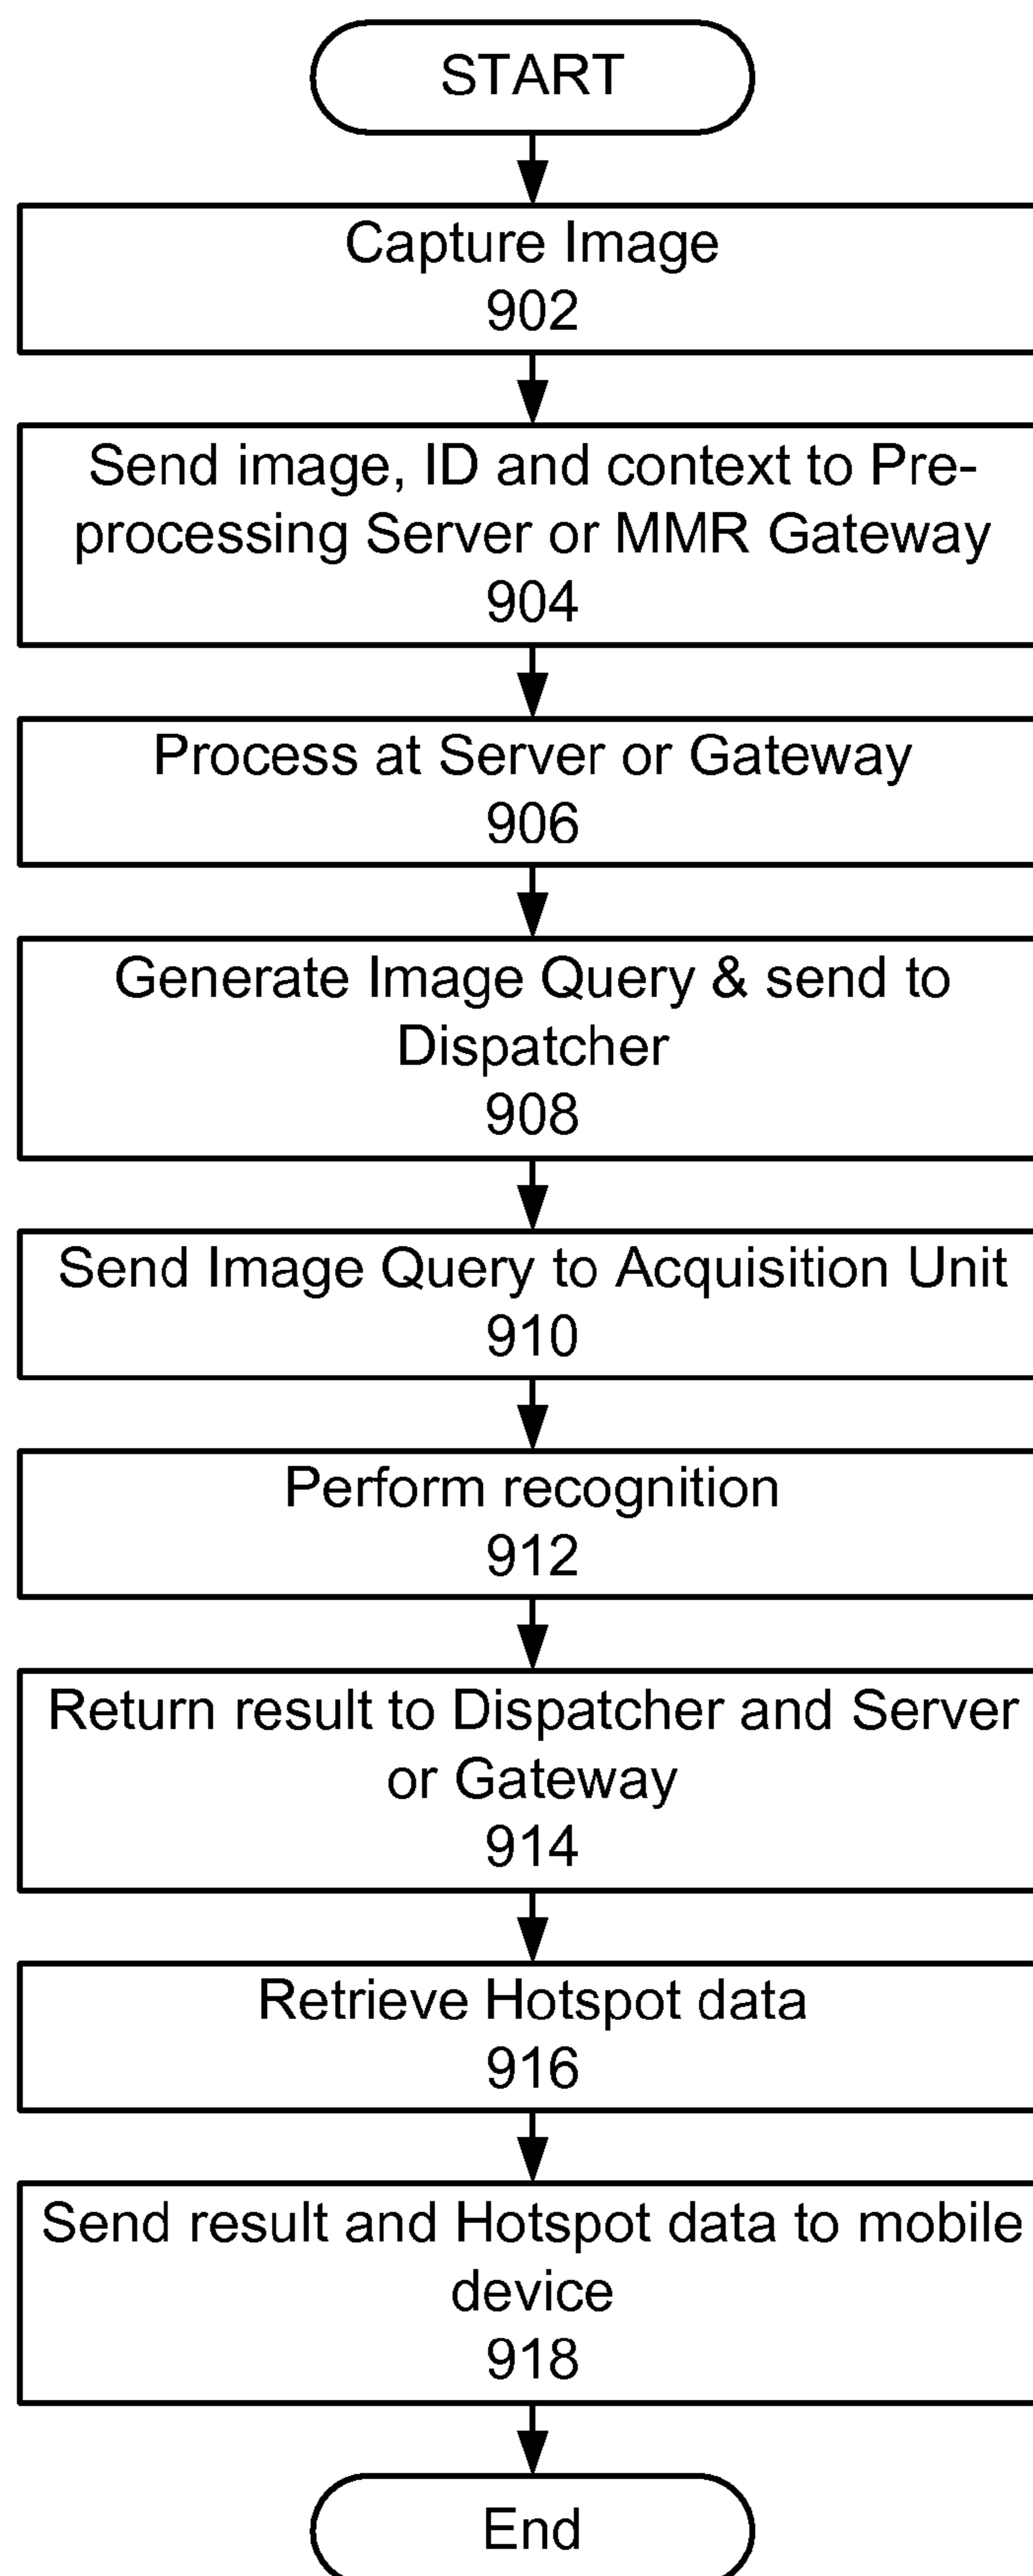 START
Capture Image
902
Send image, ID and context to Pre-
processing Server or MMR Gateway
904
Process at Server or Gateway
906
Generate Image Query & send to
Dispatcher
908
Send Image Query to Acquisition Unit
910
Perform recognition
912
Return result to Dispatcher and Server
or Gateway
914
Retrieve Hotspot data
916
Send result and Hotspot data to mobile
device
918
End